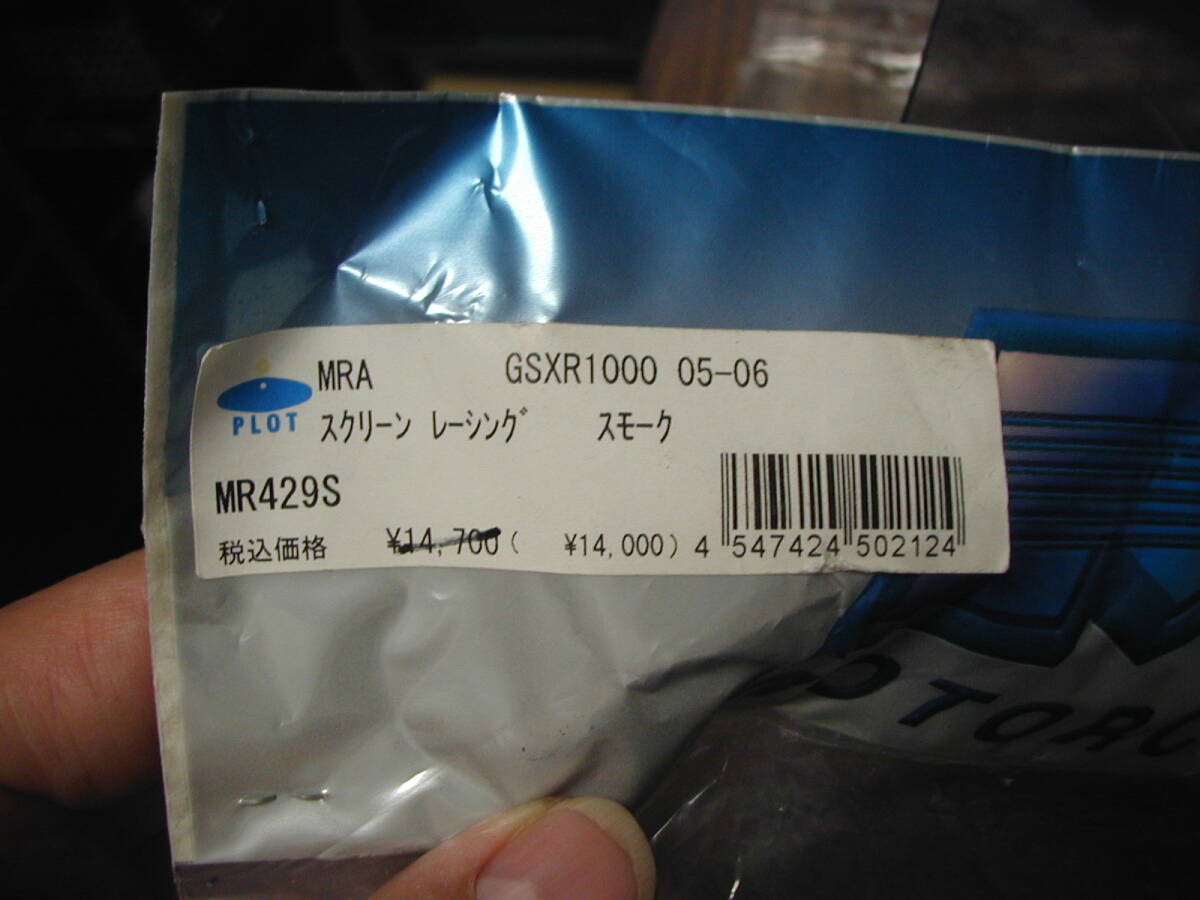 MRA GSXR1000 05-06
PLOT
ｽｸﾘｰﾝ ﾚｰｼﾝｸﾞ ｽﾓｰｸ
MR429S
税込価格 ¥14,700( ¥14,000)
4 547424 502124